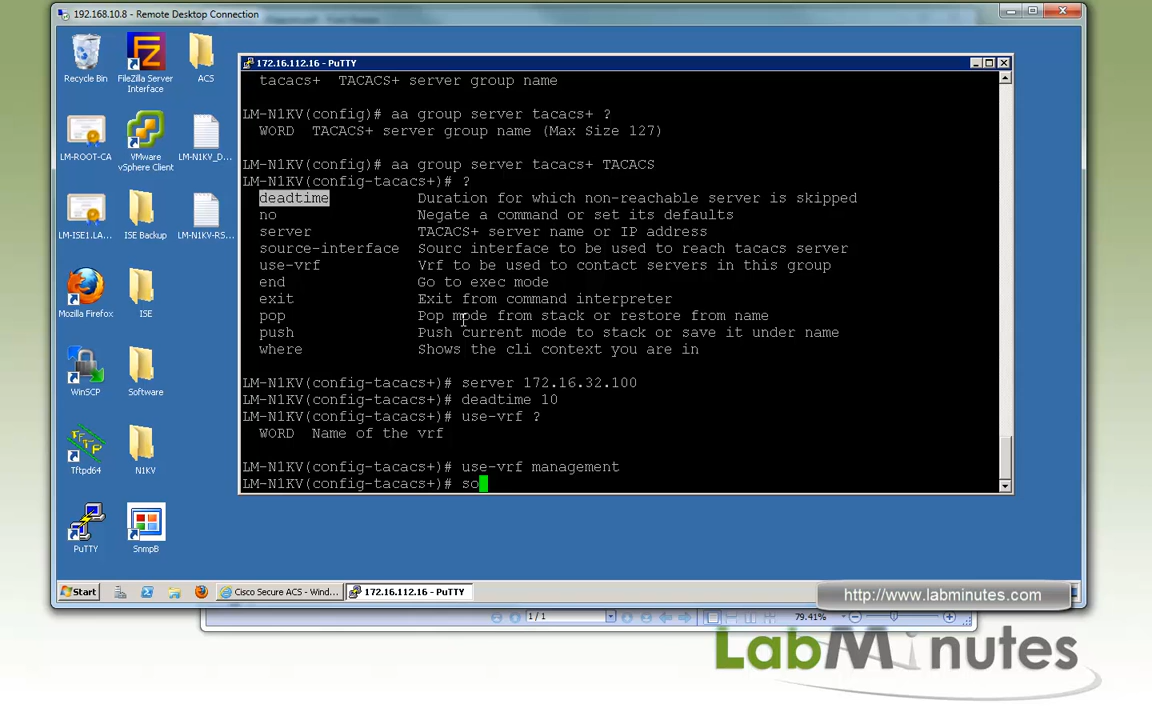 192.168.10.8 - Remote Desktop Connection
Recycle Bin
FileZilla Server Interface
ACS
LM-ROOT-CA
VMware vSphere Client
LM-N1KV_D...
LM-ISE1.LA...
ISE Backup
LM-N1KV-RS...
Mozilla Firefox
ISE
WinSCP
Software
Tftpd64
N1KV
PuTTY
SnmpB
172.16.112.16 - PuTTY
tacacs+ TACACS+ server group name
LM-N1KV(config)# aa group server tacacs+ ?
WORD TACACS+ server group name (Max Size 127)
LM-N1KV(config)# aa group server tacacs+ TACACS
LM-N1KV(config-tacacs+)# ?
deadtime Duration for which non-reachable server is skipped
no Negate a command or set its defaults
server TACACS+ server name or IP address
source-interface Sourc interface to be used to reach tacacs server
use-vrf Vrf to be used to contact servers in this group
end Go to exec mode
exit Exit from command interpreter
pop Pop mode from stack or restore from name
push Push current mode to stack or save it under name
where Shows the cli context you are in
LM-N1KV(config-tacacs+)# server 172.16.32.100
LM-N1KV(config-tacacs+)# deadtime 10
LM-N1KV(config-tacacs+)# use-vrf ?
WORD Name of the vrf
LM-N1KV(config-tacacs+)# use-vrf management
LM-N1KV(config-tacacs+)# so
Start
Cisco Secure ACS - Wind...
172.16.112.16 - PuTTY
http://www.labminutes.com
1 / 1
79.41%
LabMinutes